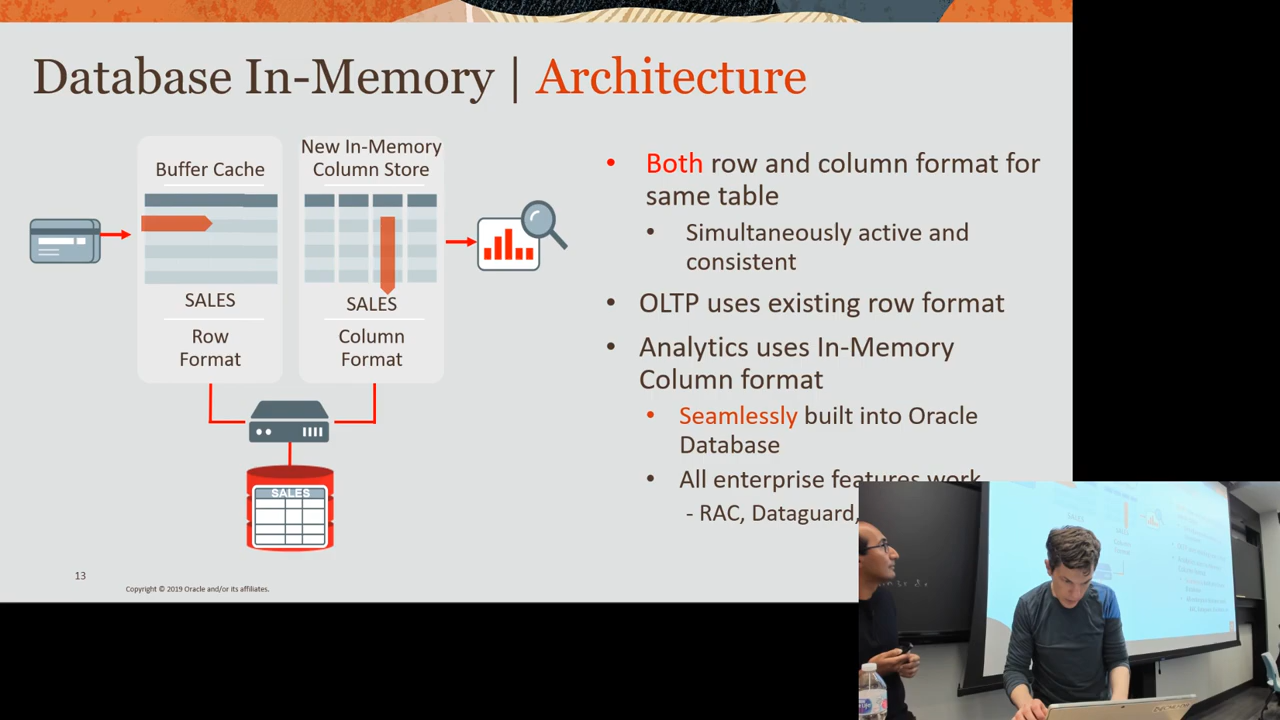 Database In-Memory | Architecture
Buffer Cache
SALES
Row
Format
New In-Memory
Column Store
SALES
Column
Format
SALES
Both row and column format for
same table
Simultaneously active and
consistent
OLTP uses existing row format
Analytics uses In-Memory
Column format
Seamlessly built into Oracle
Database
All enterprise features work
- RAC, Dataguard,
13
Copyright © 2019 Oracle and/or its affiliates.